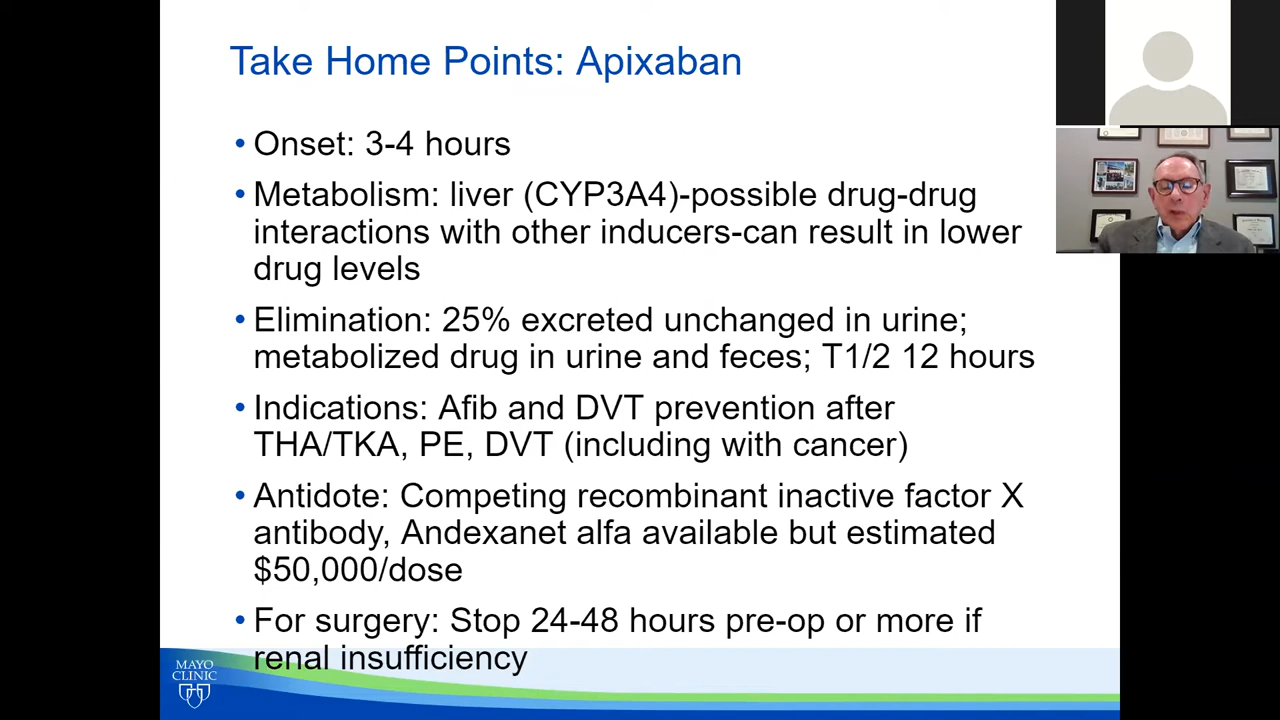 Take Home Points: Apixaban
• Onset: 3-4 hours
• Metabolism: liver (CYP3A4)-possible drug-drug
interactions with other inducers-can result in lower
drug levels
• Elimination: 25% excreted unchanged in urine;
metabolized drug in urine and feces; T1/2 12 hours
• Indications: Afib and DVT prevention after
THA/TKA, PE, DVT (including with cancer)
• Antidote: Competing recombinant inactive factor X
antibody, Andexanet alfa available but estimated
$50,000/dose
• For surgery: Stop 24-48 hours pre-op or more if
renal insufficiency
MAYO
CLINIC